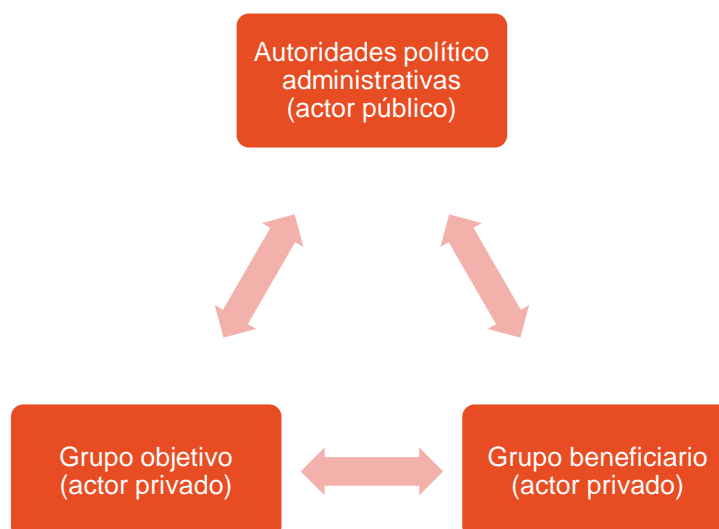 Autoridades político
administrativas
(actor público)
Grupo objetivo
(actor privado)
Grupo beneficiario
(actor privado)